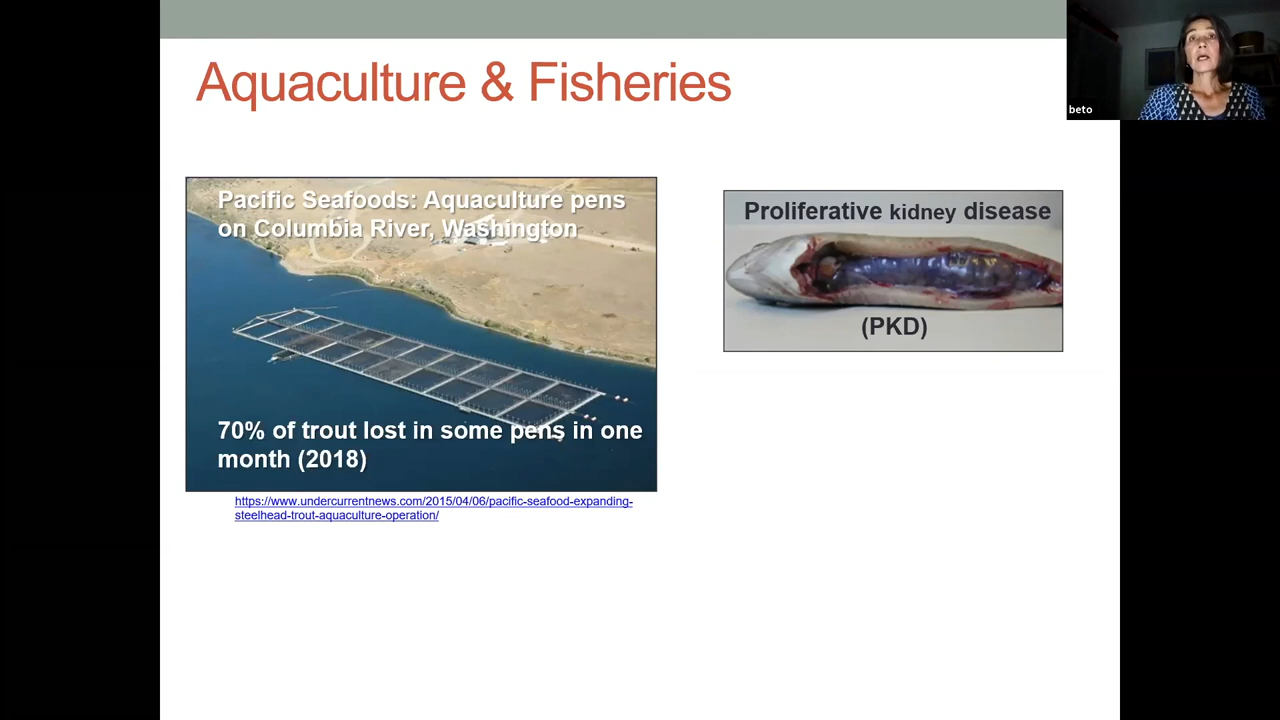 Aquaculture & Fisheries
beto
Pacific Seafoods: Aquaculture pens
on Columbia River, Washington
70% of trout lost in some pens in one
month (2018)
https://www.undercurrentnews.com/2015/04/06/pacific-seafood-expanding-
steelhead-trout-aquaculture-operation/
Proliferative kidney disease
(PKD)